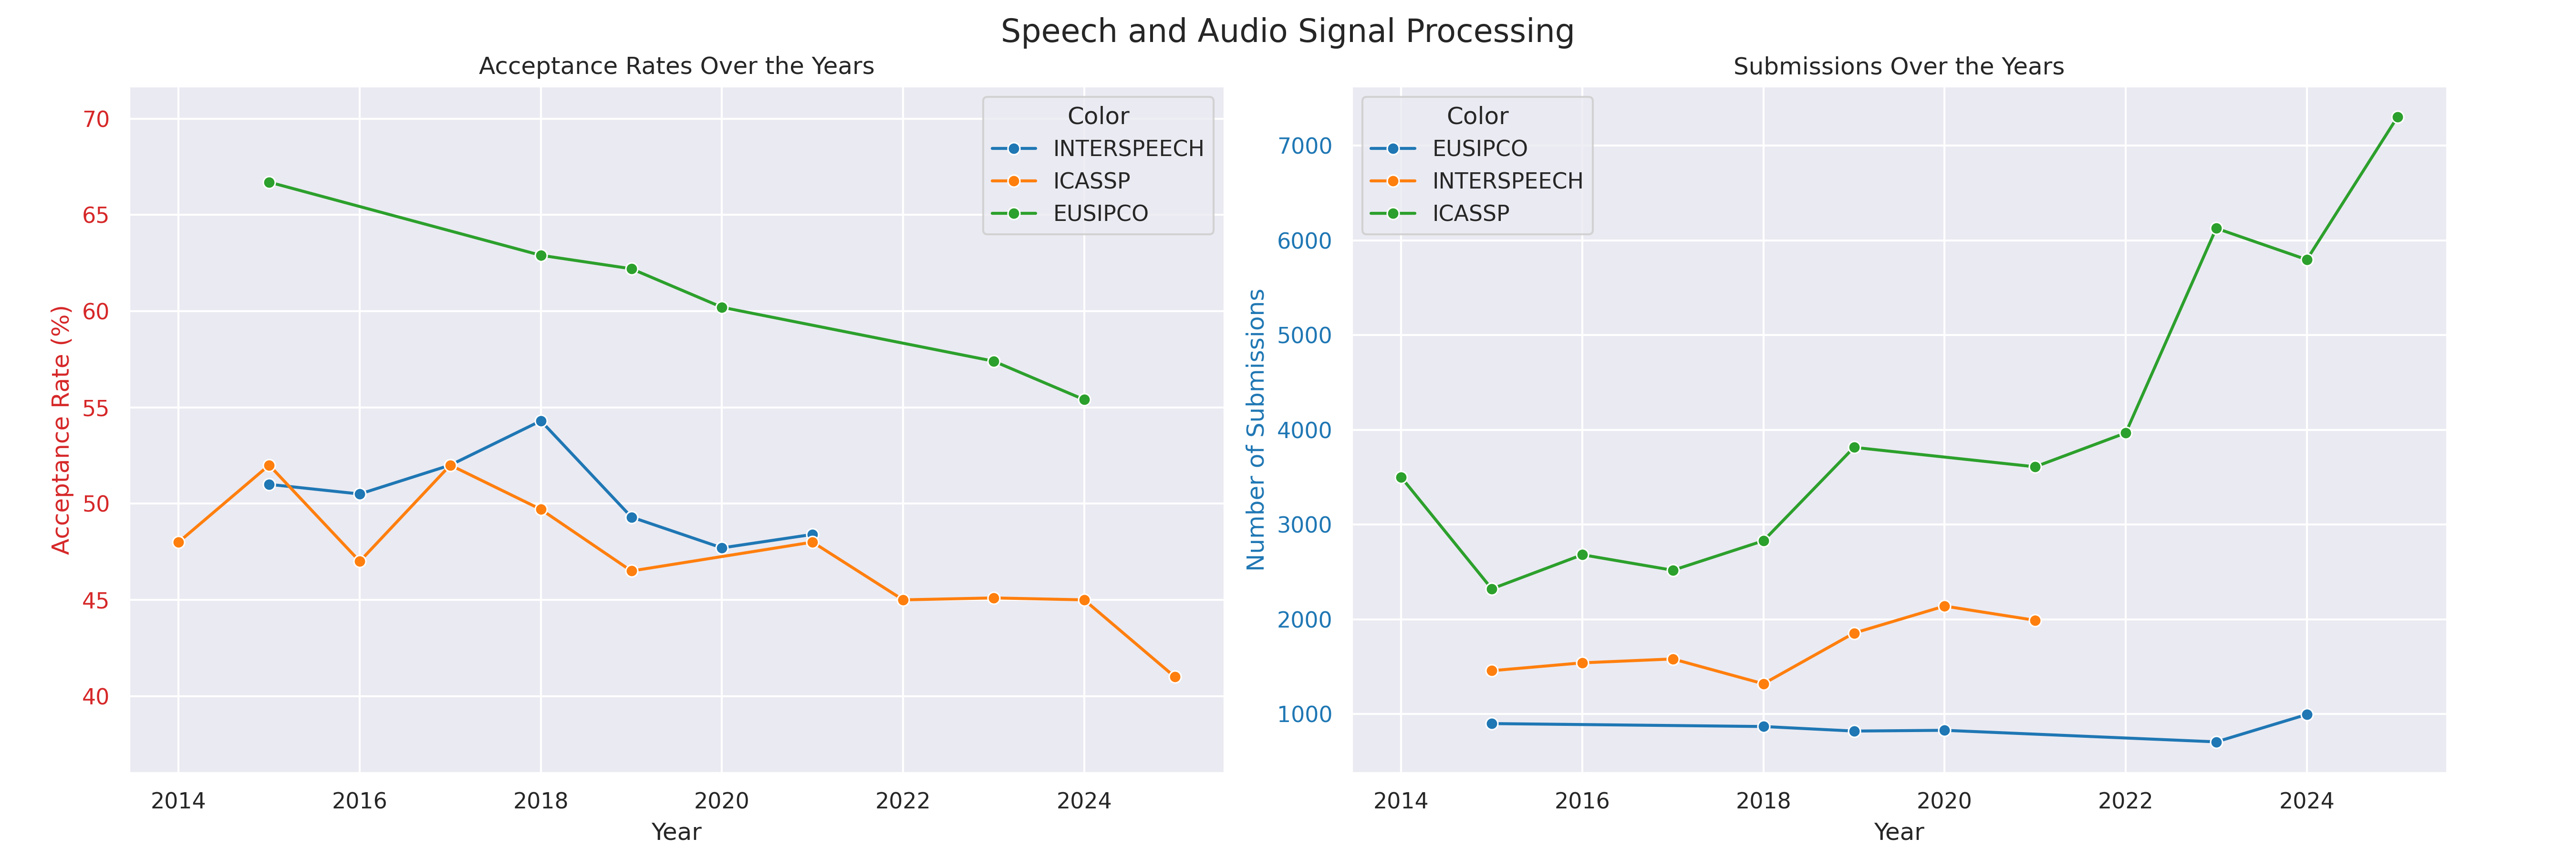 Speech and Audio Signal Processing
Acceptance Rates Over the Years
Acceptance Rate (%)
70
65
60
55
50
45
40
Color
INTERSPEECH
ICASSP
EUSIPCO
2014 2016 2018 2020 2022 2024
Year
Submissions Over the Years
Number of Submissions
7000
6000
5000
4000
3000
2000
1000
Color
EUSIPCO
INTERSPEECH
ICASSP
2014 2016 2018 2020 2022 2024
Year